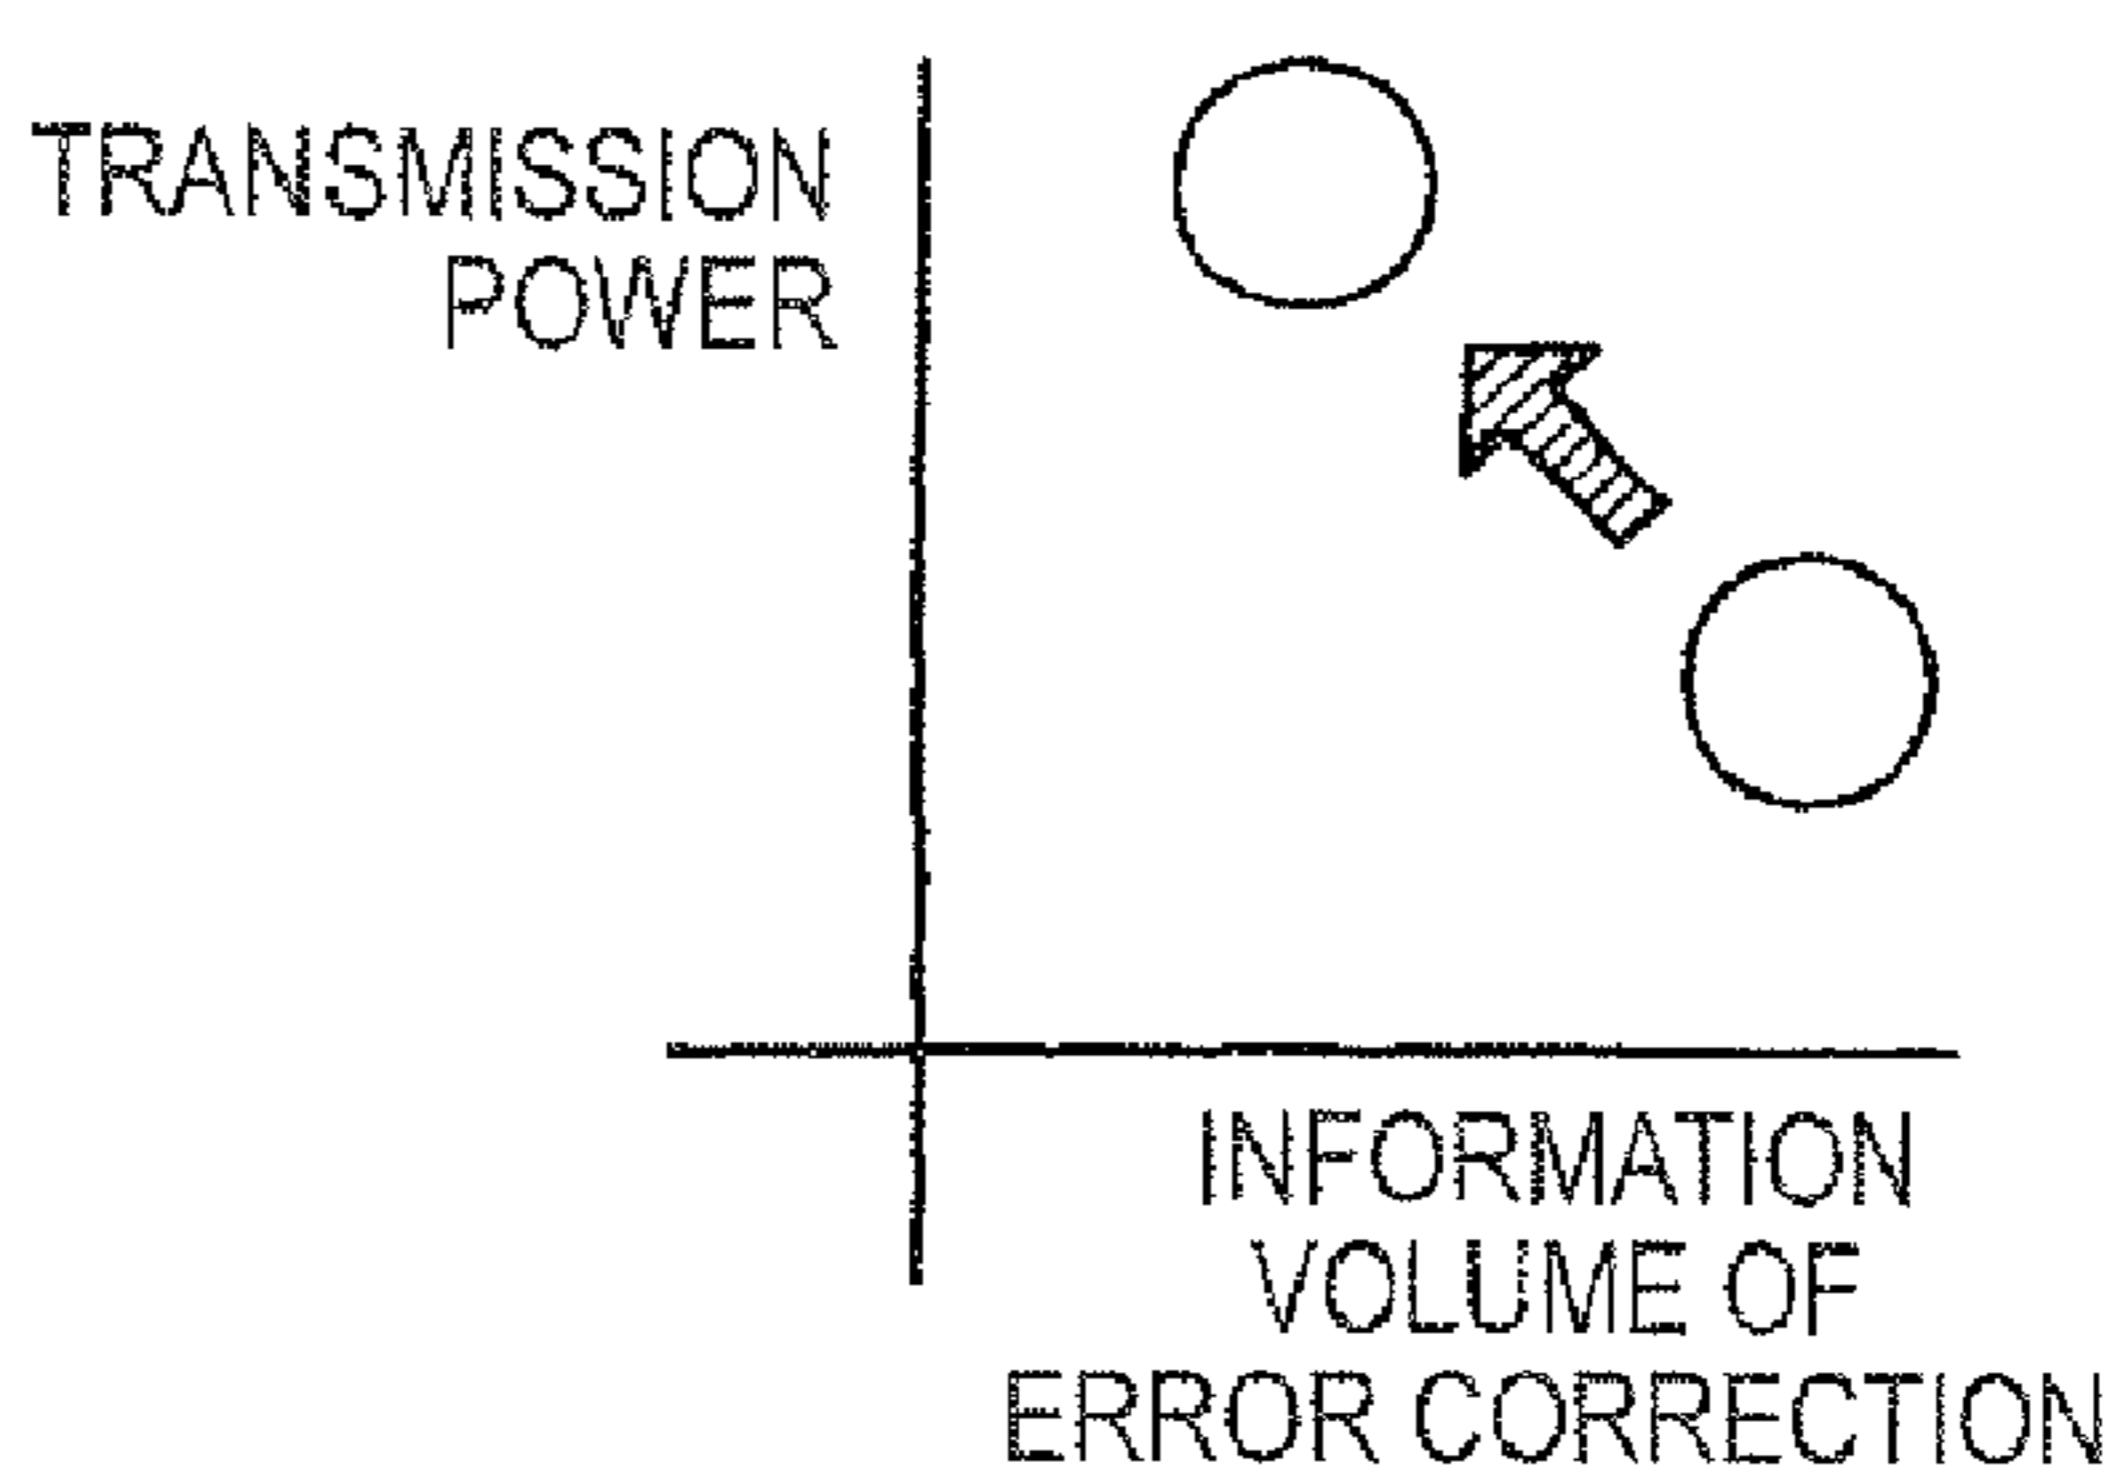 TRANSMISSION
POWER
INFORMATION
VOLUME OF
ERROR CORRECTION